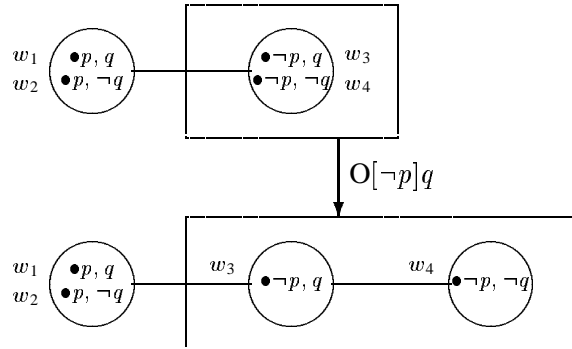 w₁ p, q ¬p, q w₃
w₂ p, ¬q ¬p, ¬q w₄
O[¬p]q
w₁ p, q w₃ ¬p, q w₄ ¬p, ¬q
w₂ p, ¬q